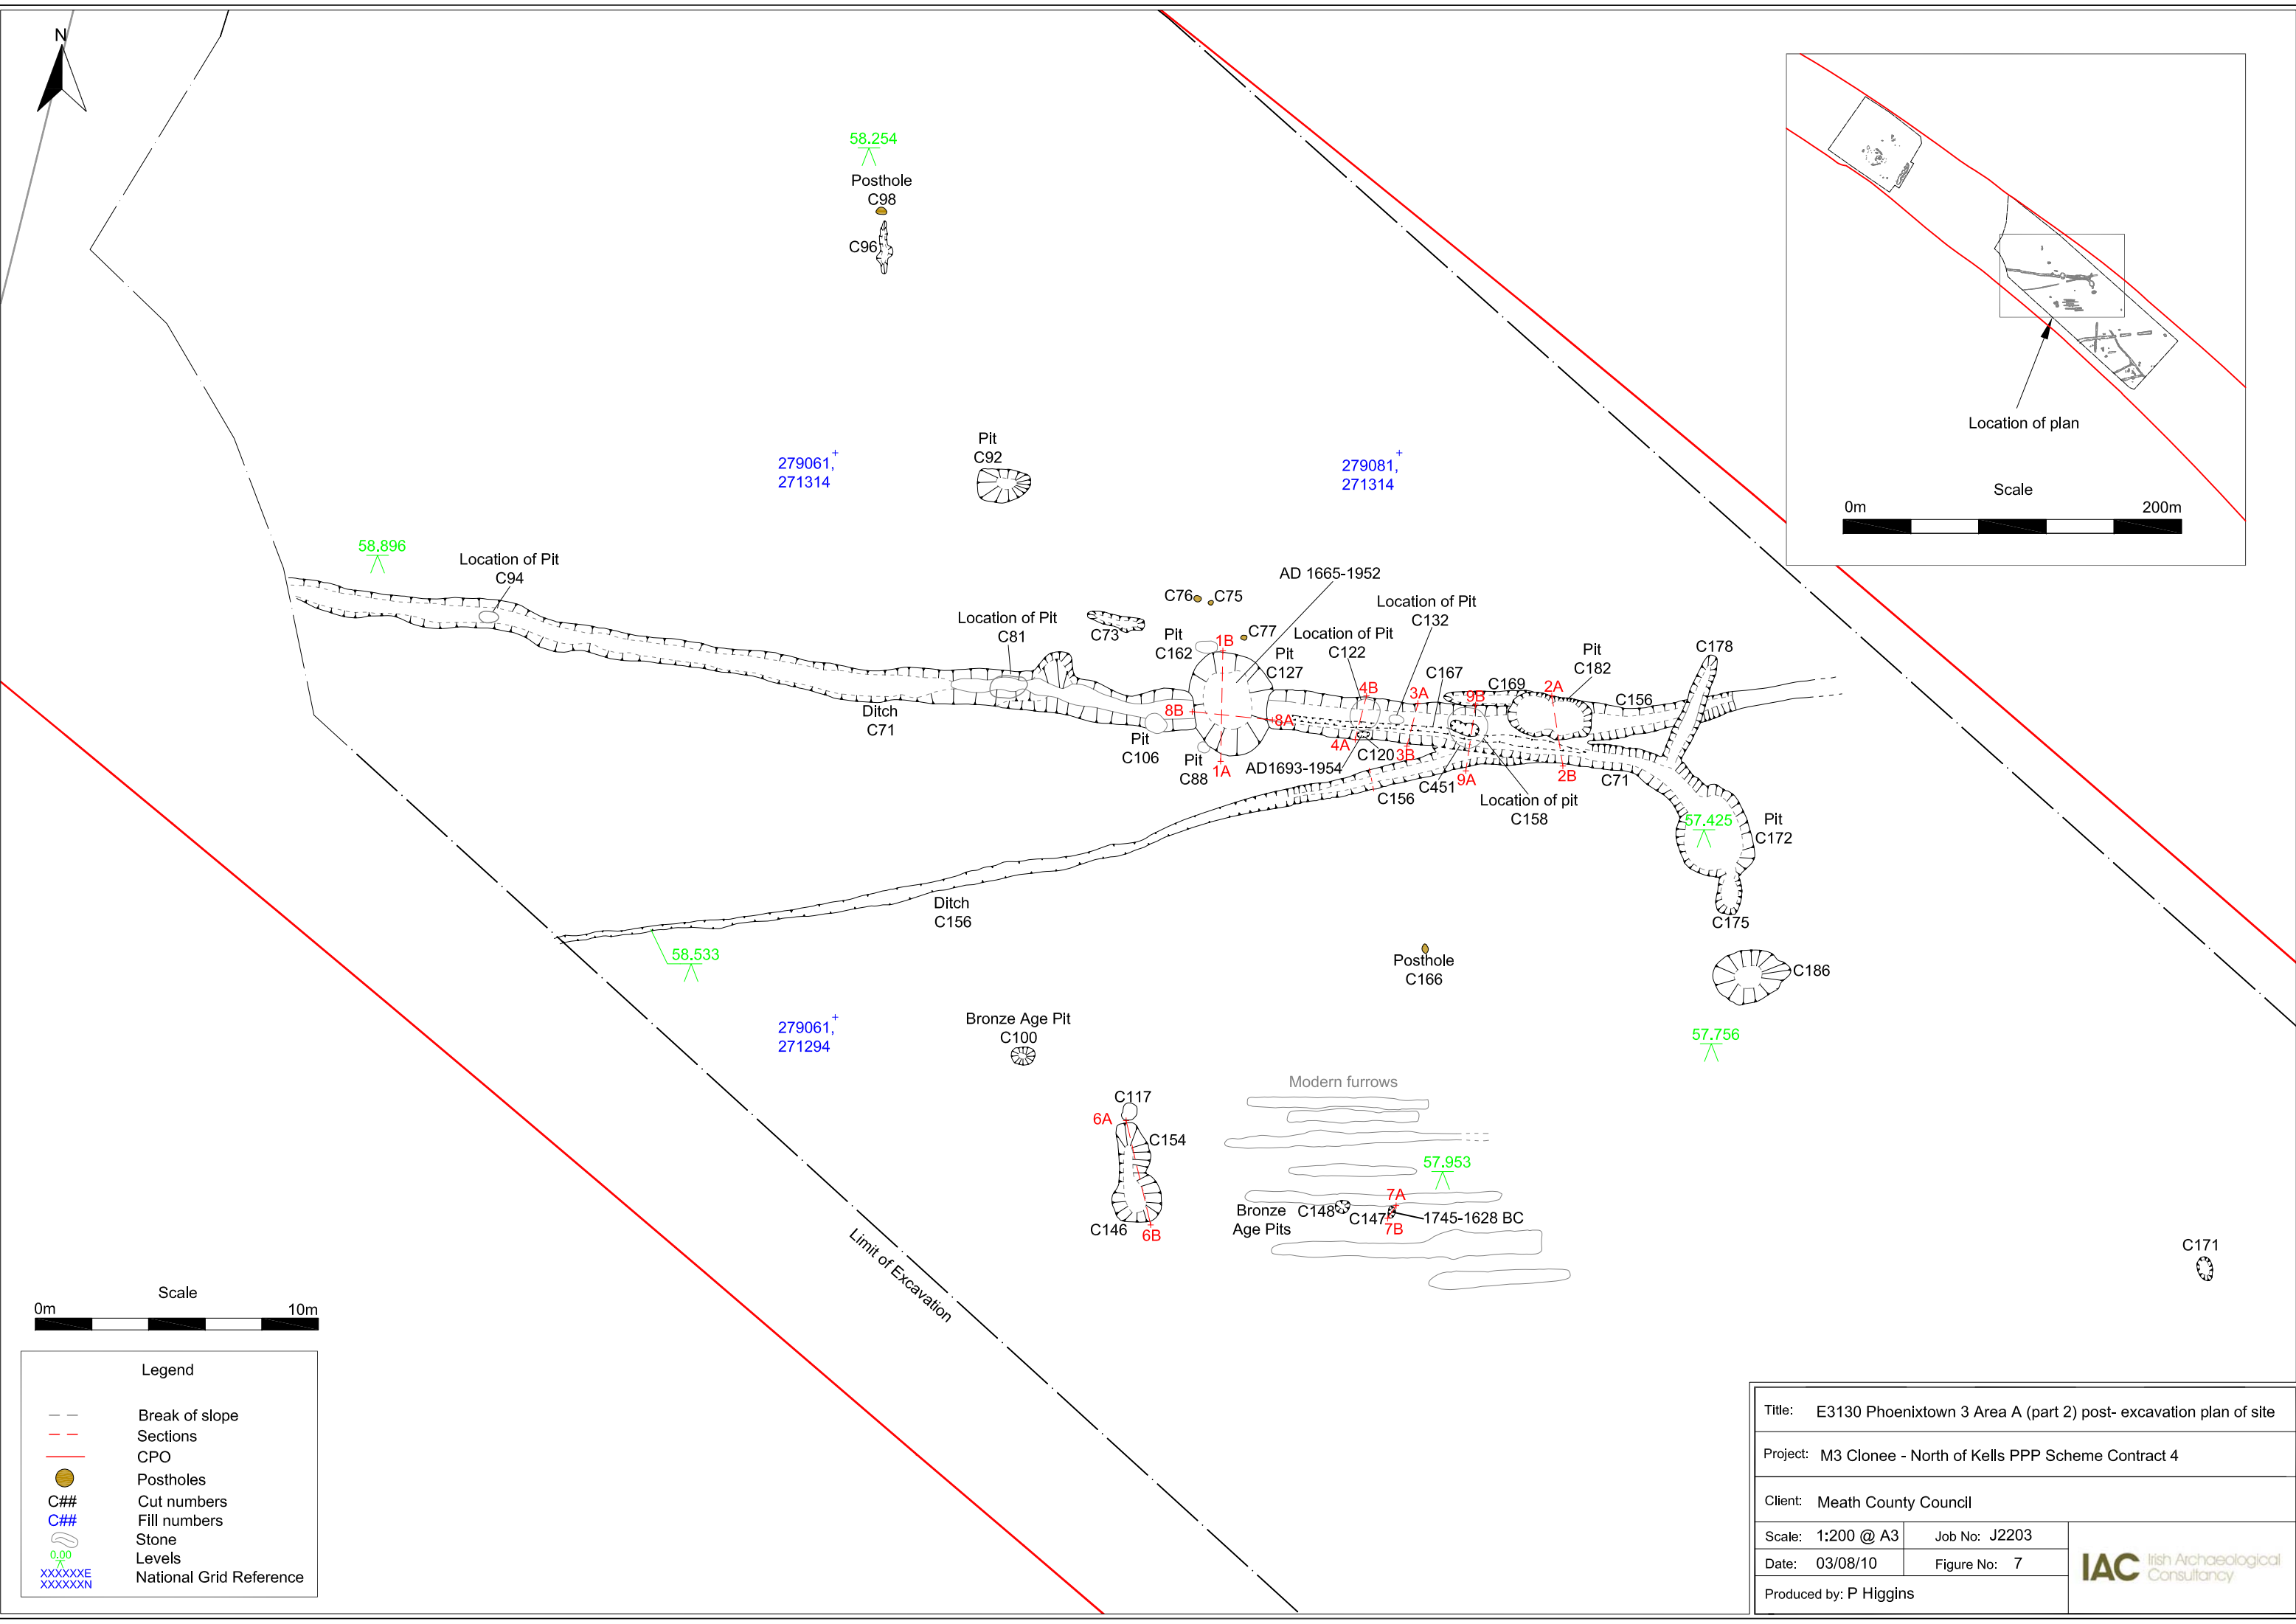 N
58.254
Posthole
C98
C96
Pit
C92
279061,
271314
279081,
271314
58.896
Location of Pit
C94
AD 1665-1952
C76
C75
Location of Pit
C132
Location of Pit
C81
C73
C77
Pit
C162
1B
Location of Pit
C122
Pit
C127
C167
4B
3A
9B
C169
2A
Pit
C182
C156
C178
8B
8A
Ditch
C71
Pit
C106
Pit
C88
1A
4A
C120
3B
AD1693-1954
C156
C451
9A
Location of pit
C158
2B
C71
57.425
Pit
C172
C175
Ditch
C156
58.533
Posthole
C166
C186
57.756
279061,
271294
Bronze Age Pit
C100
C117
6A
C154
C146
6B
Modern furrows
57.953
7A
Bronze
Age Pits
C148
C147
7B
1745-1628 BC
C171
Limit of Excavation
Location of plan
Scale
0m
200m
Scale
0m
10m
Legend
Break of slope
Sections
CPO
Postholes
C## Cut numbers
C## Fill numbers
Stone
0.00 Levels
XXXXXXE
XXXXXXN
National Grid Reference
Title: E3130 Phoenixtown 3 Area A (part 2) post- excavation plan of site
Project: M3 Clonee - North of Kells PPP Scheme Contract 4
Client: Meath County Council
Scale: 1:200 @ A3 Job No: J2203
Date: 03/08/10 Figure No: 7
Produced by: P Higgins
IAC Irish Archaeological
Consultancy